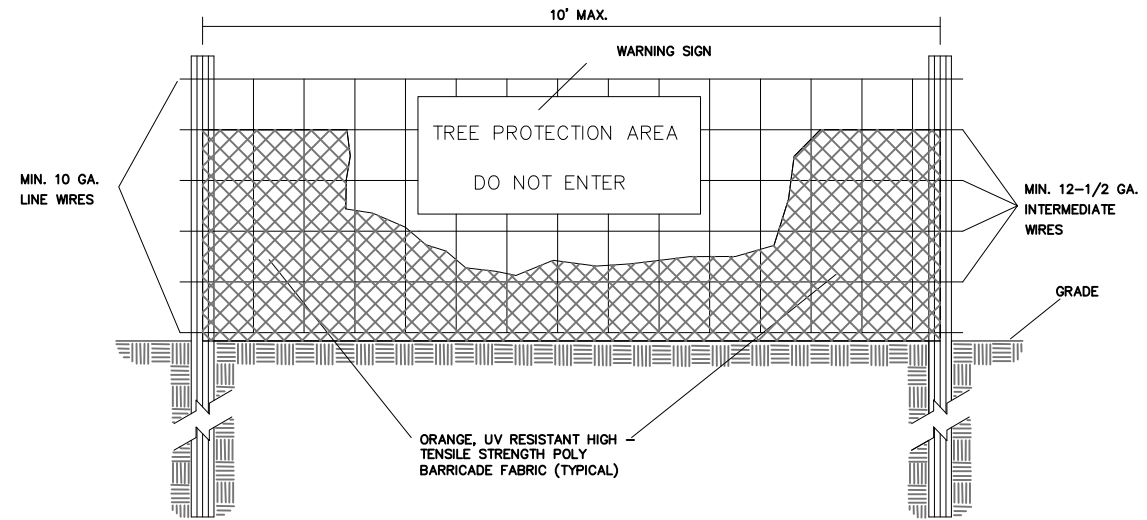 10' MAX.
WARNING SIGN
TREE PROTECTION AREA
DO NOT ENTER
MIN. 10 GA.
LINE WIRES
MIN. 12-1/2 GA.
INTERMEDIATE
WIRES
GRADE
ORANGE, UV RESISTANT HIGH -
TENSILE STRENGTH POLY
BARRICADE FABRIC (TYPICAL)